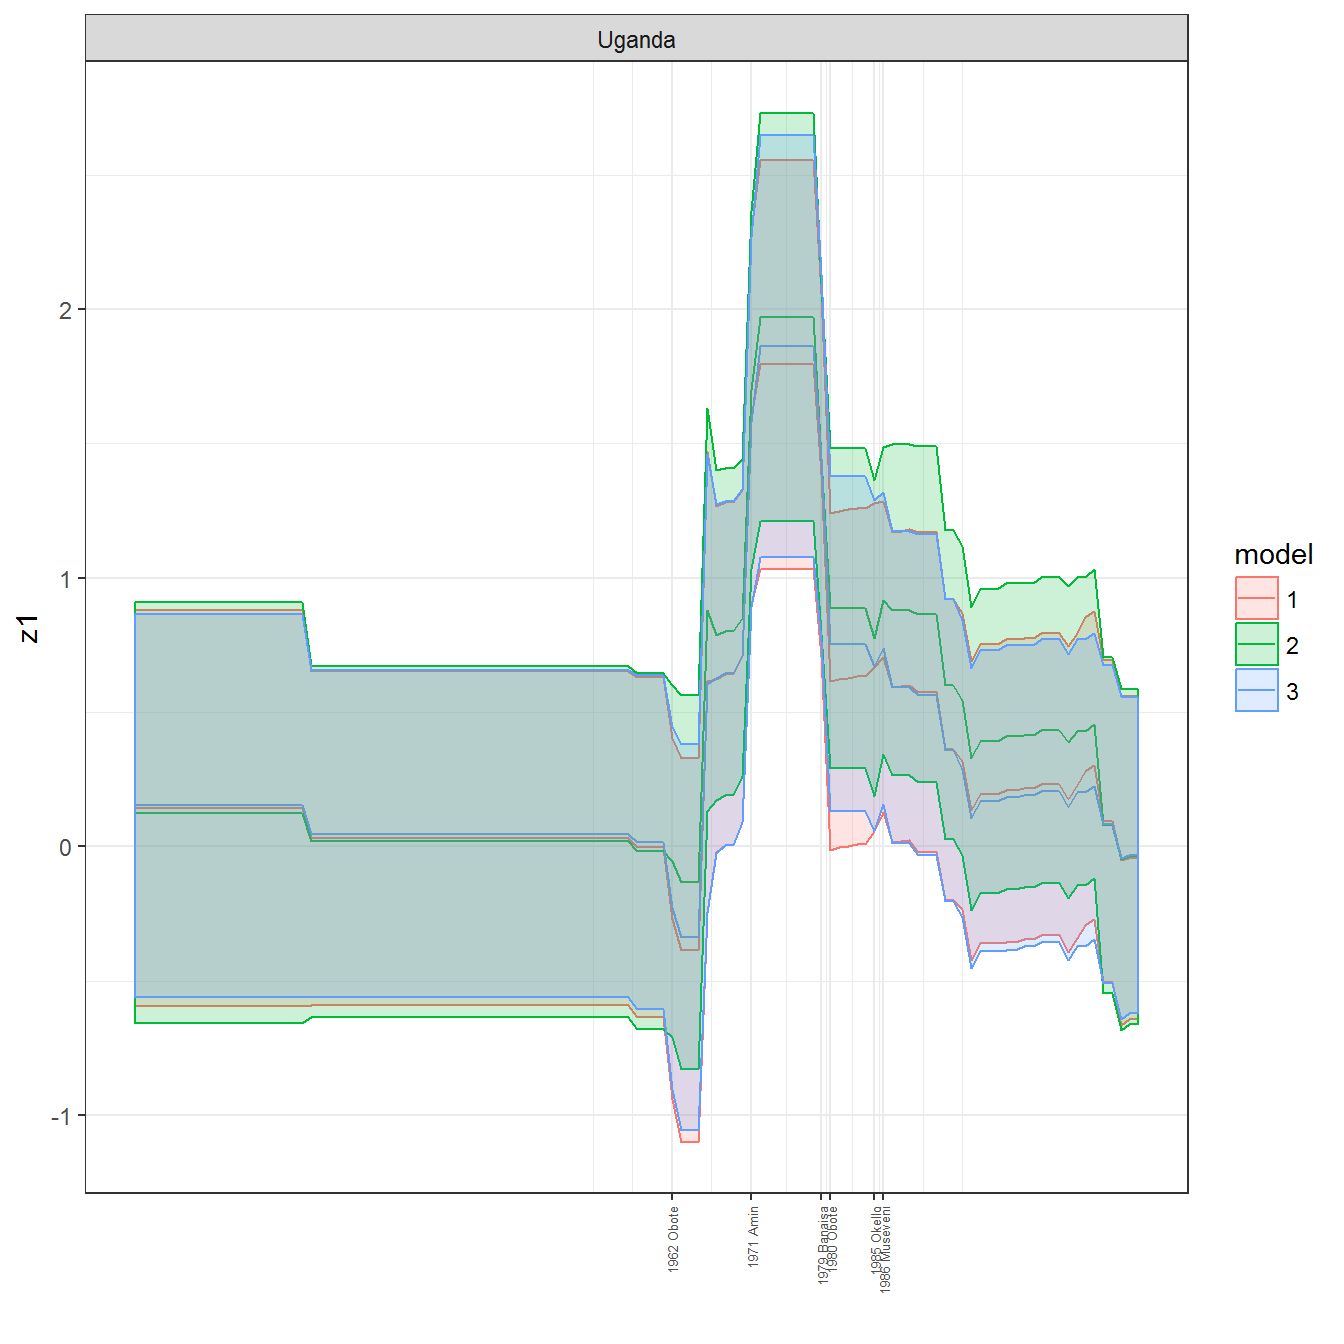 Uganda
z1
2
1
0
-1
1962 Obote
1971 Amin
1979 Banaisa
1980 Obote
1985 Okello
1986 Museveni
model
1
2
3